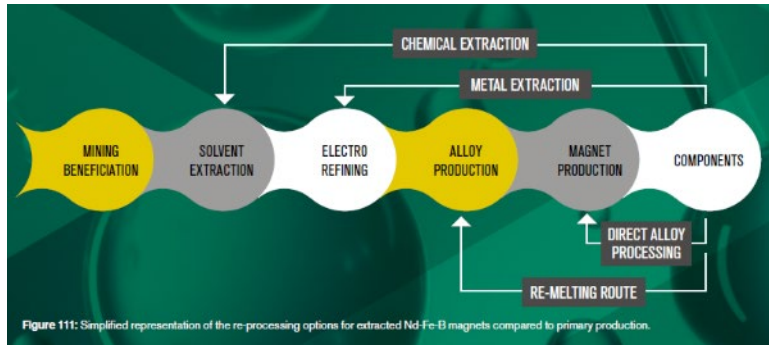 CHEMICAL EXTRACTION
METAL EXTRACTION
MINING
BENEFICIATION
SOLVENT
EXTRACTION
ELECTRO
REFINING
ALLOY
PRODUCTION
MAGNET
PRODUCTION
COMPONENTS
DIRECT ALLOY
PROCESSING
RE-MELTING ROUTE
Figure 111: Simplified representation of the re-processing options for extracted Nd-Fe-B magnets compared to primary production.